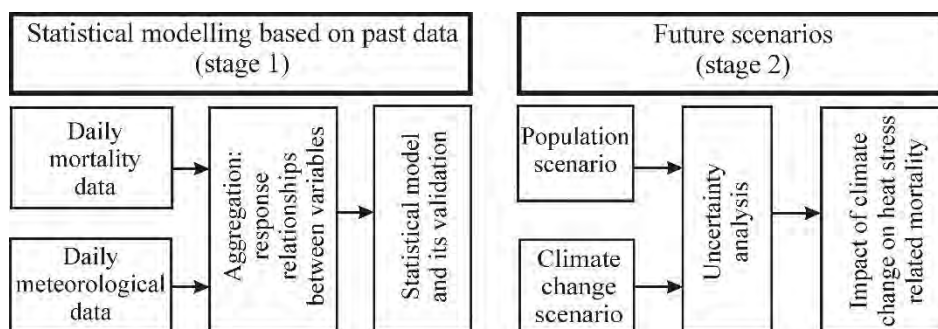 Statistical modelling based on past data
(stage 1)
Daily
mortality
data
Daily
meteorological
data
Aggregation:
response
relationships
between variables
Statistical model
and its validation
Future scenarios
(stage 2)
Population
scenario
Climate
change scenario
Uncertainty
analysis
Impact of climate
change on heat stress
related mortality